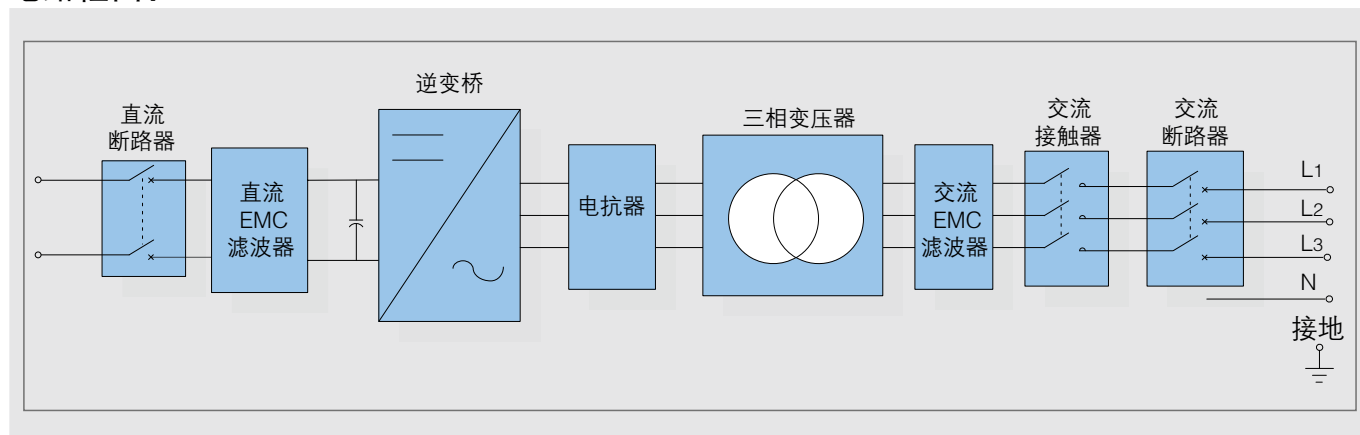 直流
断路器
直流
EMC
滤波器
逆变桥
电抗器
三相变压器
交流
EMC
滤波器
交流
接触器
交流
断路器
L1
L2
L3
N
接地